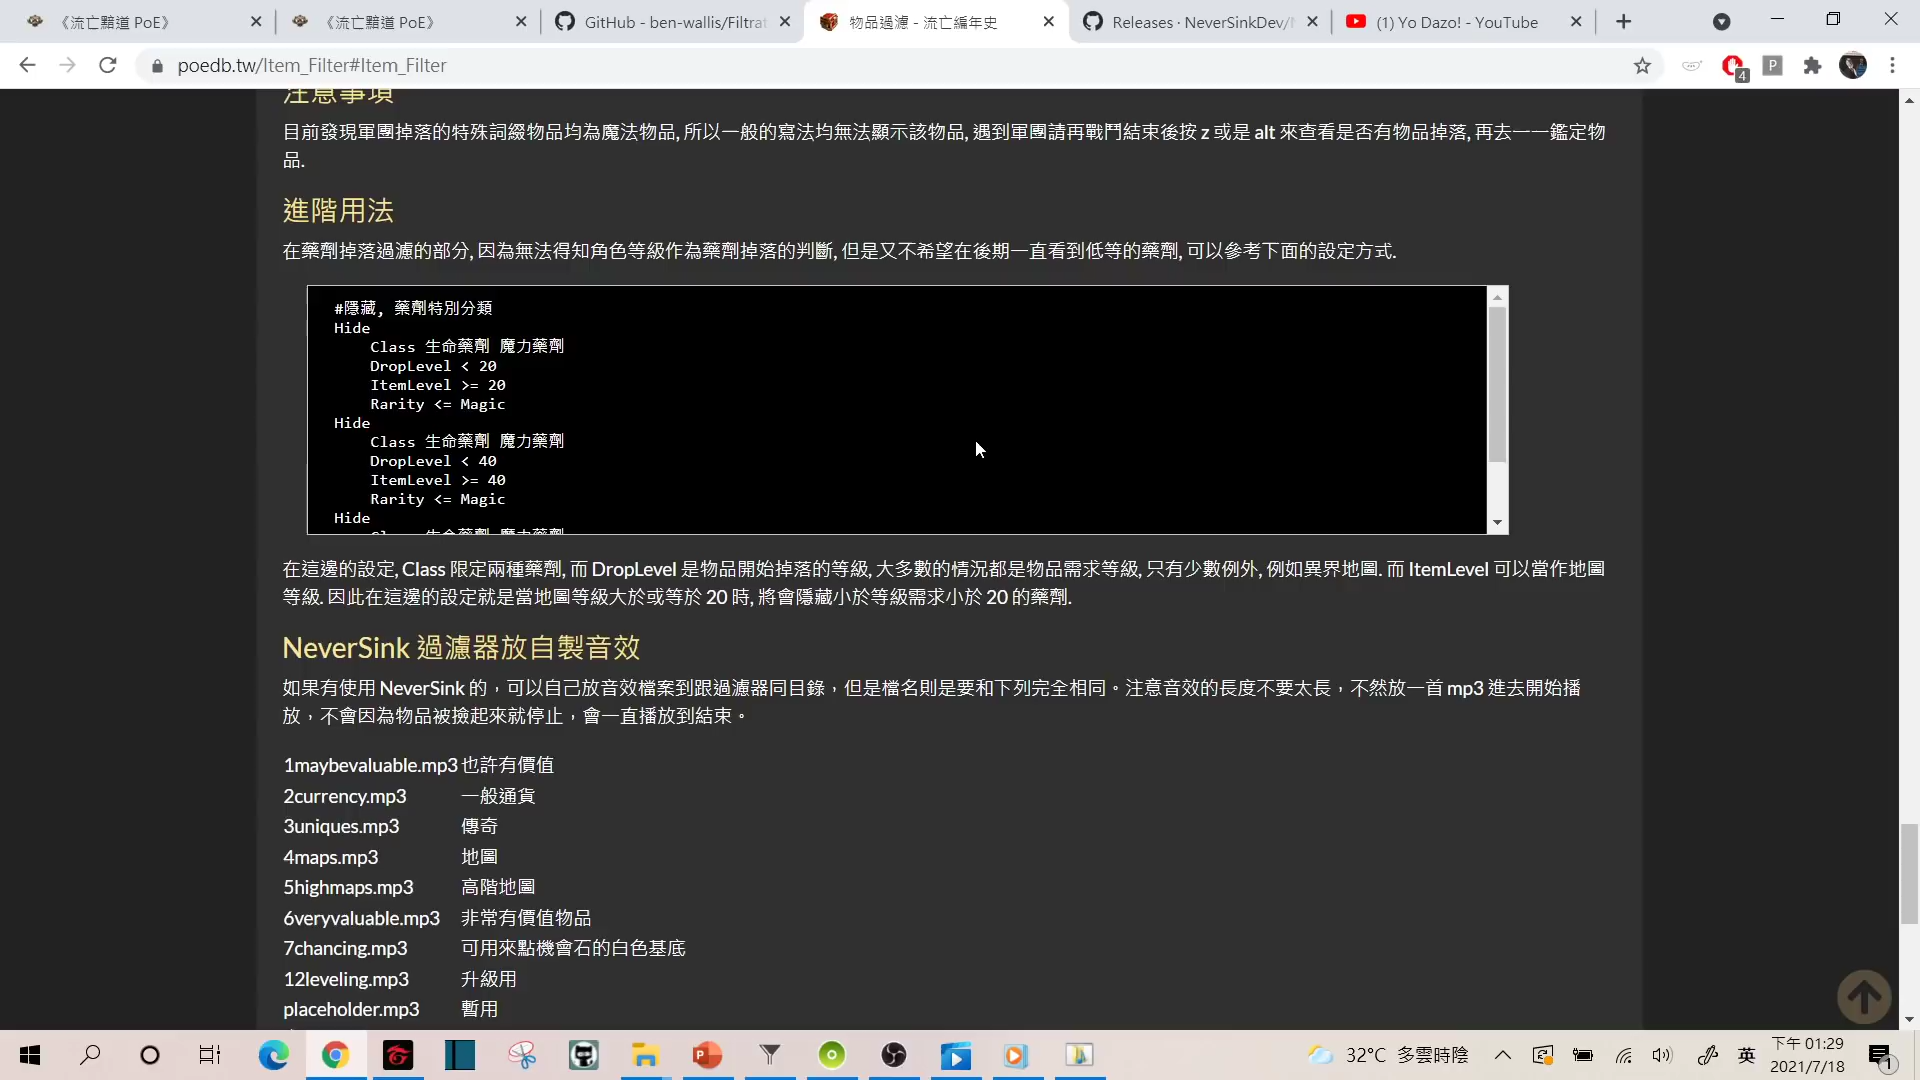 《流亡黯道 PoE》
《流亡黯道 PoE》
GitHub - ben-wallis/Filtrat
物品過濾 - 流亡編年史
Releases · NeverSinkDev/N
(1) Yo Dazo! - YouTube
poedb.tw/Item_Filter#Item_Filter
4
P
注意事項
目前發現軍團掉落的特殊詞綴物品均為魔法物品, 所以一般的寫法均無法顯示該物品, 遇到軍團請再戰鬥結束後按 z 或是 alt 來查看是否有物品掉落, 再去一一鑑定物
品.
進階用法
在藥劑掉落過濾的部分, 因為無法得知角色等級作為藥劑掉落的判斷, 但是又不希望在後期一直看到低等的藥劑, 可以參考下面的設定方式.
#隱藏, 藥劑特別分類
Hide
Class 生命藥劑 魔力藥劑
DropLevel < 20
ItemLevel >= 20
Rarity <= Magic
Hide
Class 生命藥劑 魔力藥劑
DropLevel < 40
ItemLevel >= 40
Rarity <= Magic
Hide
Class 生命藥劑 魔力藥劑
在這邊的設定, Class 限定兩種藥劑, 而 DropLevel 是物品開始掉落的等級, 大多數的情況都是物品需求等級, 只有少數例外, 例如異界地圖. 而 ItemLevel 可以當作地圖
等級. 因此在這邊的設定就是當地圖等級大於或等於 20 時, 將會隱藏小於等級需求小於 20 的藥劑.
NeverSink 過濾器放自製音效
如果有使用 NeverSink 的，可以自己放音效檔案到跟過濾器同目錄，但是檔名則是要和下列完全相同。注意音效的長度不要太長，不然放一首 mp3 進去開始播
放，不會因為物品被撿起來就停止，會一直播放到結束。
1maybevaluable.mp3 也許有價值
2currency.mp3 一般通貨
3uniques.mp3 傳奇
4maps.mp3 地圖
5highmaps.mp3 高階地圖
6veryvaluable.mp3 非常有價值物品
7chancing.mp3 可用來點機會石的白色基底
12leveling.mp3 升級用
placeholder.mp3 暫用
32°C 多雲時陰
英
下午 01:29
2021/7/18
1